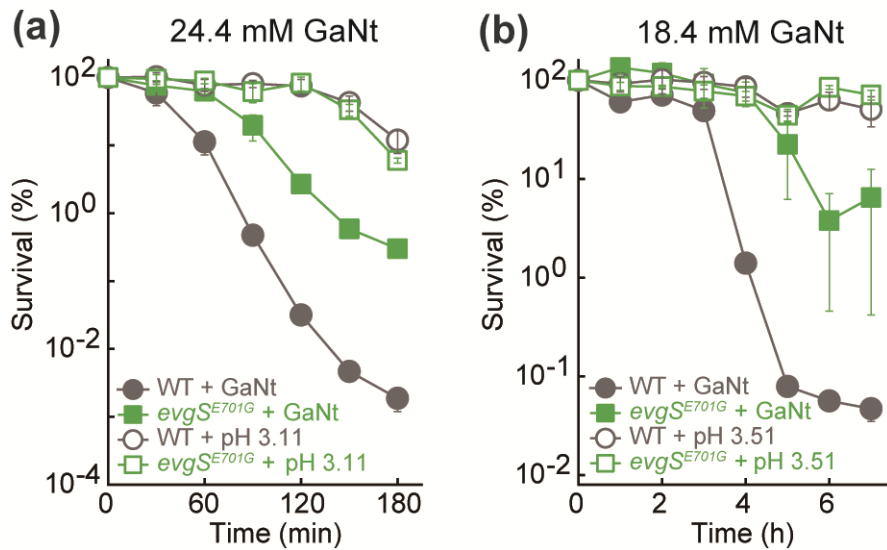 (a) 24.4 mM GaNt
Survival (%)
10²
10⁰
10⁻²
10⁻⁴
WT + GaNt
evgS^E701G + GaNt
WT + pH 3.11
evgS^E701G + pH 3.11
0 60 120 180
Time (min)
(b) 18.4 mM GaNt
Survival (%)
10²
10¹
10⁰
10⁻¹
10⁻²
WT + GaNt
evgS^E701G + GaNt
WT + pH 3.51
evgS^E701G + pH 3.51
0 2 4 6
Time (h)